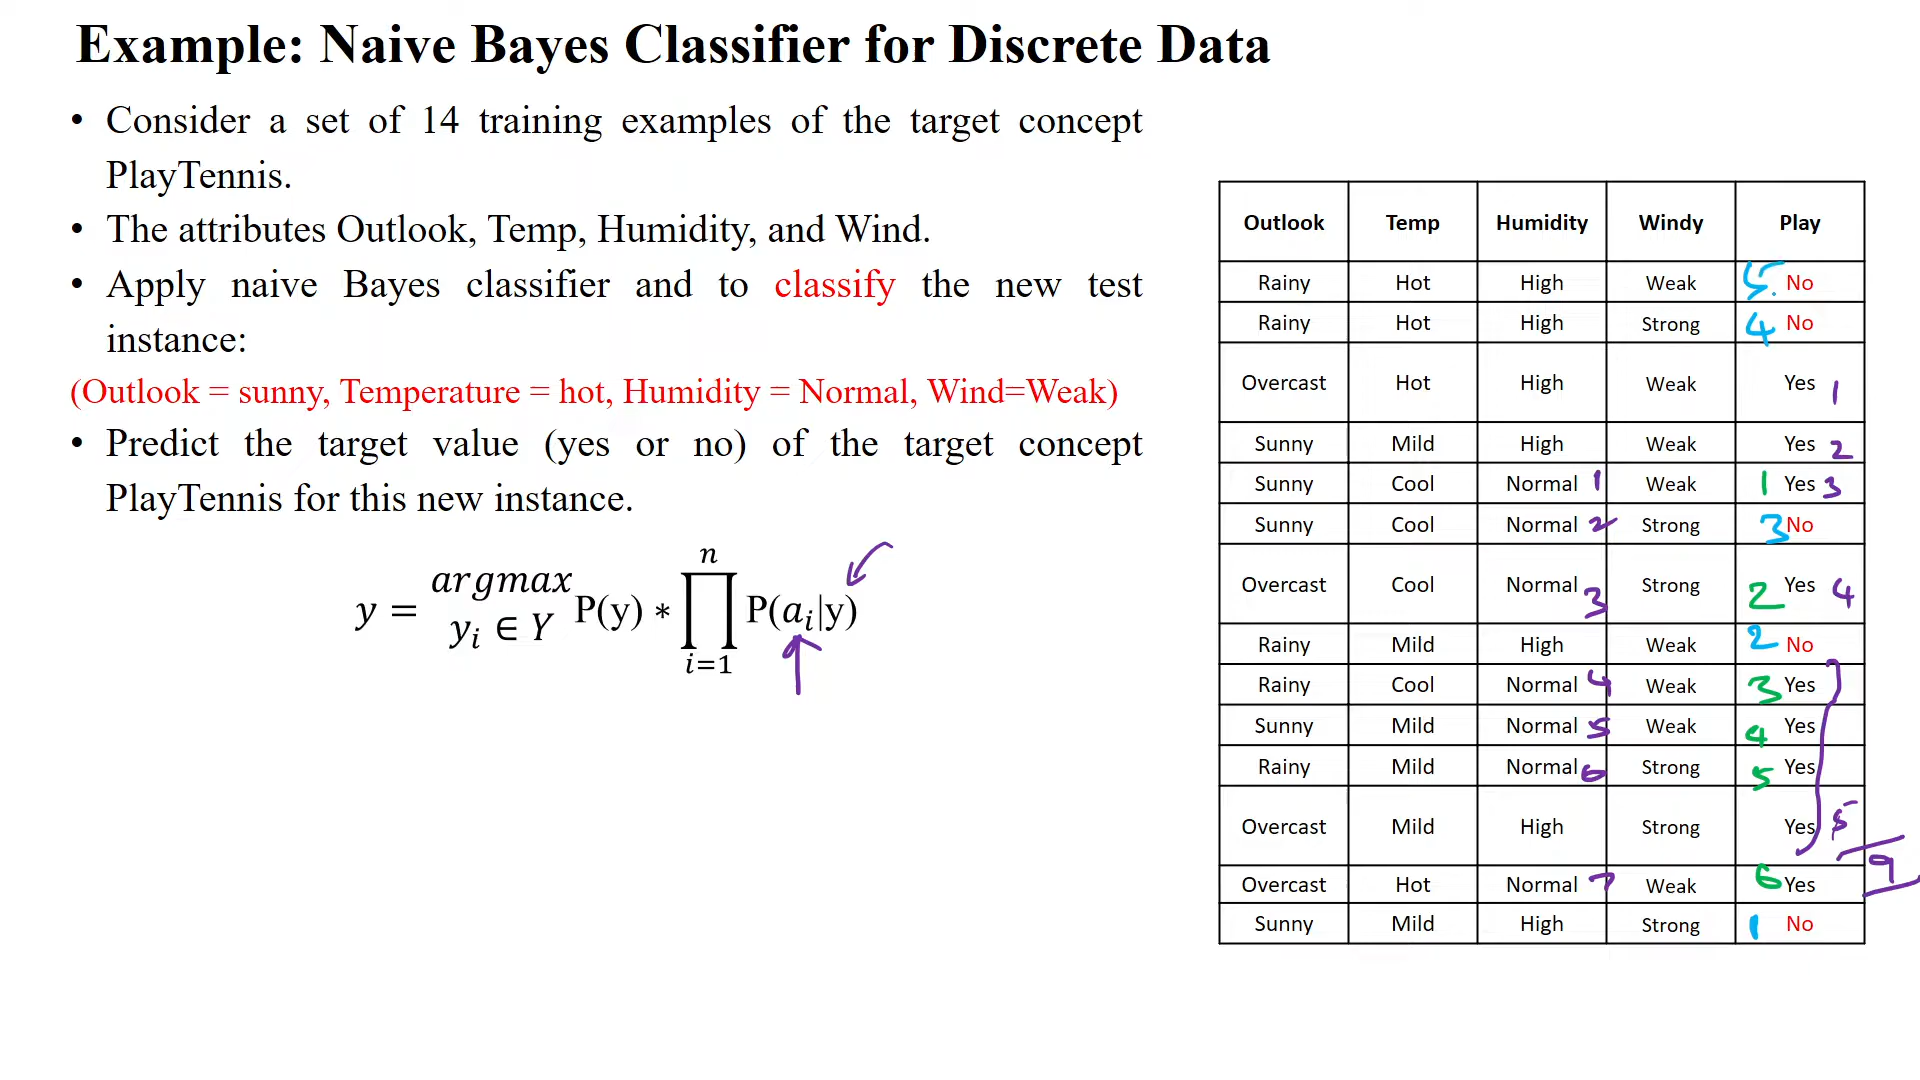 Example: Naive Bayes Classifier for Discrete Data
• Consider a set of 14 training examples of the target concept
PlayTennis.
• The attributes Outlook, Temp, Humidity, and Wind.
• Apply naive Bayes classifier and to classify the new test
instance:
(Outlook = sunny, Temperature = hot, Humidity = Normal, Wind=Weak)
• Predict the target value (yes or no) of the target concept
PlayTennis for this new instance.
y = argmax y_i ∈ Y P(y) * ∏_{i=1}^{n} P(a_i|y)
Outlook Temp Humidity Windy Play
Rainy Hot High Weak 5 No
Rainy Hot High Strong 4 No
Overcast Hot High Weak Yes 1
Sunny Mild High Weak Yes 2
Sunny Cool Normal 1 Weak 1 Yes 3
Sunny Cool Normal 2 Strong 3 No
Overcast Cool Normal 3 Strong 2 Yes 4
Rainy Mild High Weak 2 No
Rainy Cool Normal 4 Weak 3 Yes
Sunny Mild Normal 5 Weak 4 Yes
Rainy Mild Normal 6 Strong 5 Yes
Overcast Mild High Strong Yes 5
9
Overcast Hot Normal 7 Weak 6 Yes
Sunny Mild High Strong 1 No